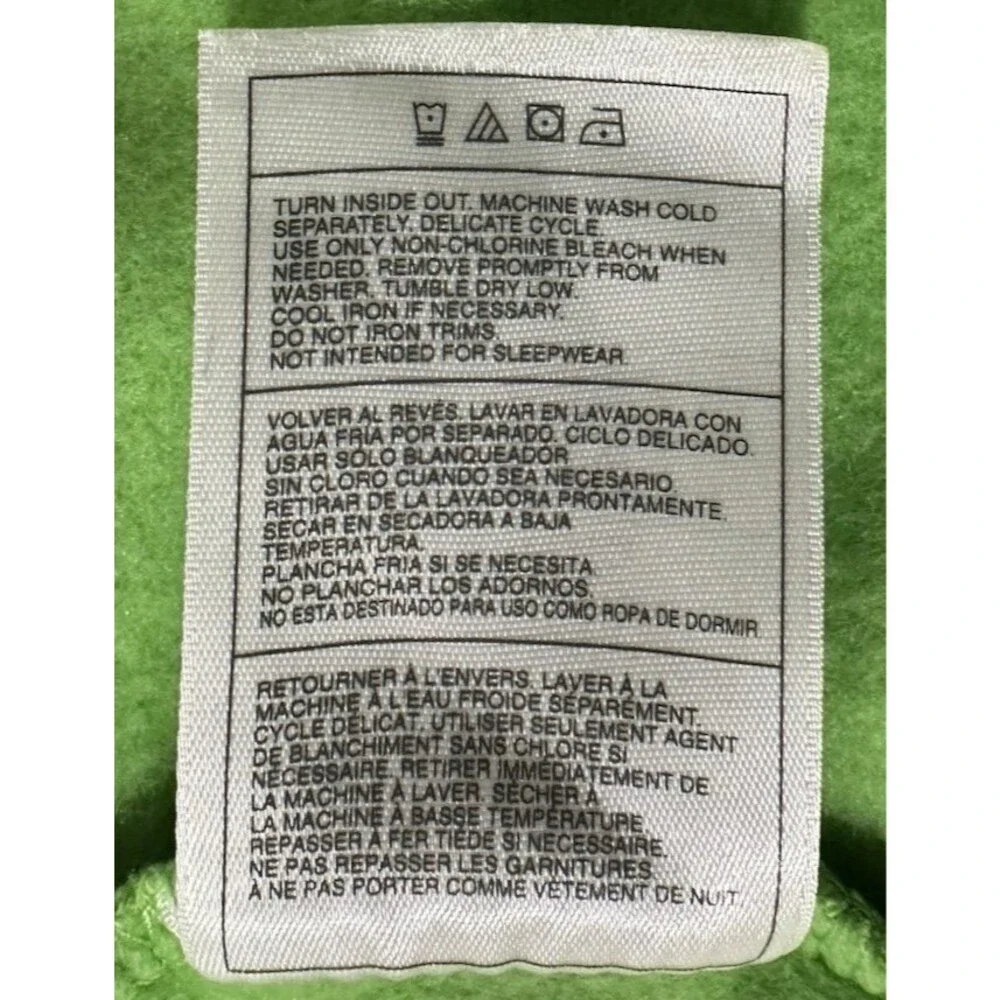 TURN INSIDE OUT. MACHINE WASH COLD
SEPARATELY. DELICATE CYCLE.
USE ONLY NON-CHLORINE BLEACH WHEN
NEEDED. REMOVE PROMPTLY FROM
WASHER. TUMBLE DRY LOW.
COOL IRON IF NECESSARY.
DO NOT IRON TRIMS.
NOT INTENDED FOR SLEEPWEAR.
VOLVER AL REVÉS. LAVAR EN LAVADORA CON
AGUA FRÍA POR SEPARADO. CICLO DELICADO.
USAR SÓLO BLANQUEADOR
SIN CLORO CUANDO SEA NECESARIO.
RETIRAR DE LA LAVADORA PRONTAMENTE.
SECAR EN SECADORA A BAJA
TEMPERATURA.
PLANCHA FRIA SI SE NECESITA.
NO PLANCHAR LOS ADORNOS.
NO ESTA DESTINADO PARA USO COMO ROPA DE DORMIR
RETOURNER À L'ENVERS. LAVER À LA
MACHINE À L'EAU FROIDE SÉPARÉMENT.
CYCLE DÉLICAT. UTILISER SEULEMENT AGENT
DE BLANCHIMENT SANS CHLORE SI
NÉCESSAIRE. RETIRER IMMÉDIATEMENT DE
LA MACHINE À LAVER. SÉCHER À
LA MACHINE À BASSE TEMPÉRATURE.
REPASSER À FER TIÈDE SI NÉCESSAIRE.
NE PAS REPASSER LES GARNITURES.
À NE PAS PORTER COMME VÊTEMENT DE NUIT.